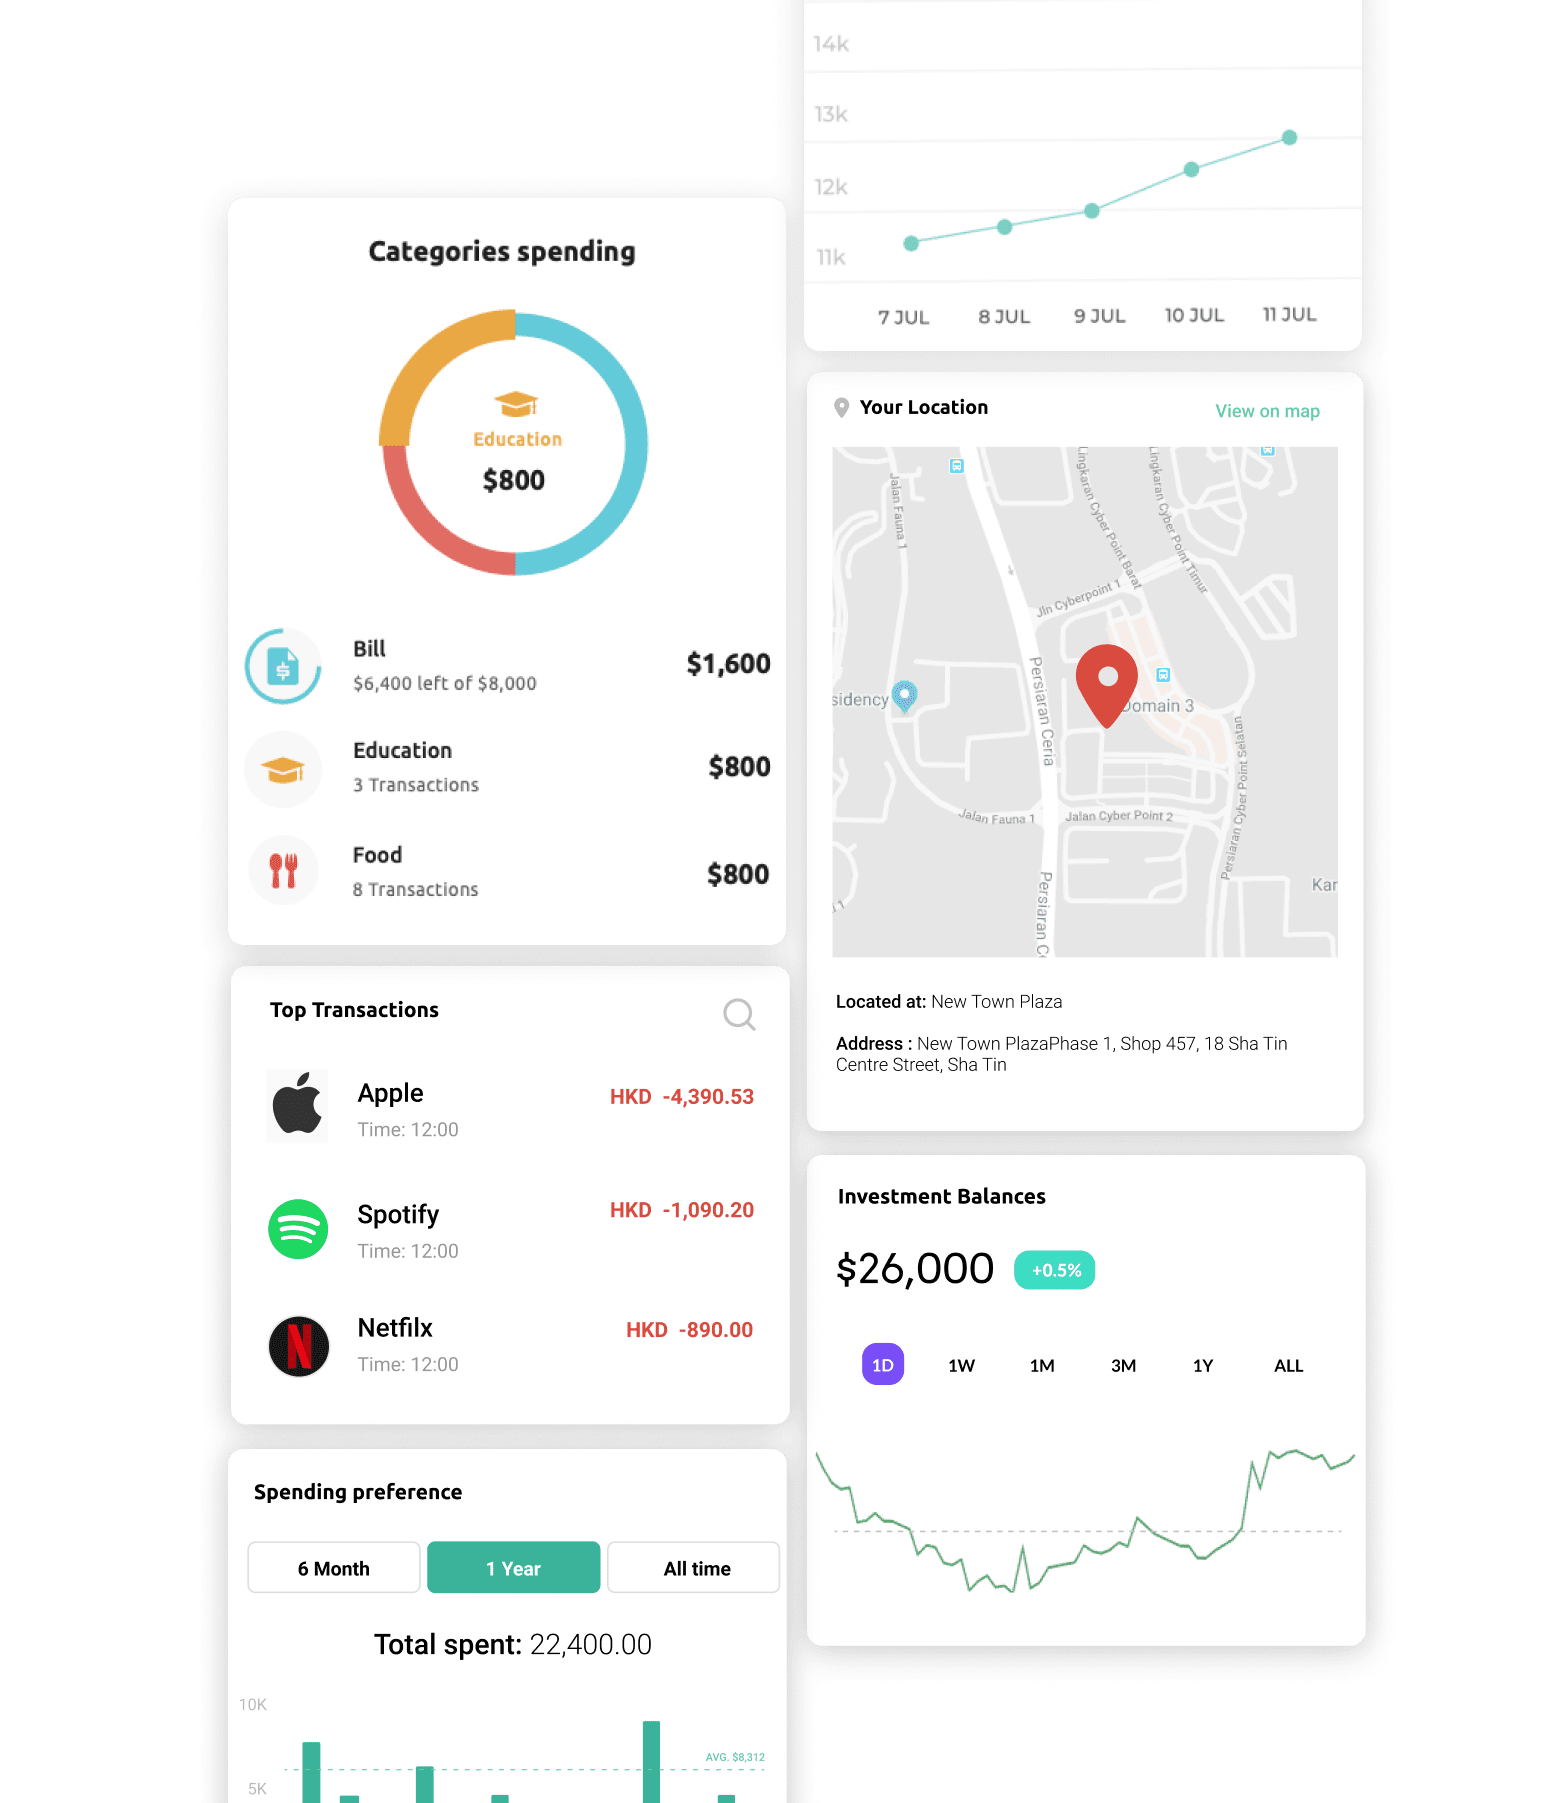 Categories spending
Education
$800
Bill
$6,400 left of $8,000
$1,600
Education
3 Transactions
$800
Food
8 Transactions
$800
Top Transactions
Apple
Time: 12:00
HKD -4,390.53
Spotify
Time: 12:00
HKD -1,090.20
Netfilx
Time: 12:00
HKD -890.00
Spending preference
6 Month
1 Year
All time
Total spent: 22,400.00
10K
AVG. $8,312
5K
14k
13k
12k
11k
7 JUL
8 JUL
9 JUL
10 JUL
11 JUL
Your Location
View on map
Jalan Fauna 1
Lingkaran Cyber Point Barat
Lingkaran Cyber Point Timur
Jln Cyberpoint 1
Persiaran Ceria
sidency
Domain 3
Persiaran Cyber Point Selatan
Jalan Fauna 1
Jalan Cyber Point 2
Persiaran Ce
Kar
Located at: New Town Plaza
Address : New Town PlazaPhase 1, Shop 457, 18 Sha Tin
Centre Street, Sha Tin
Investment Balances
$26,000
+0.5%
1D
1W
1M
3M
1Y
ALL